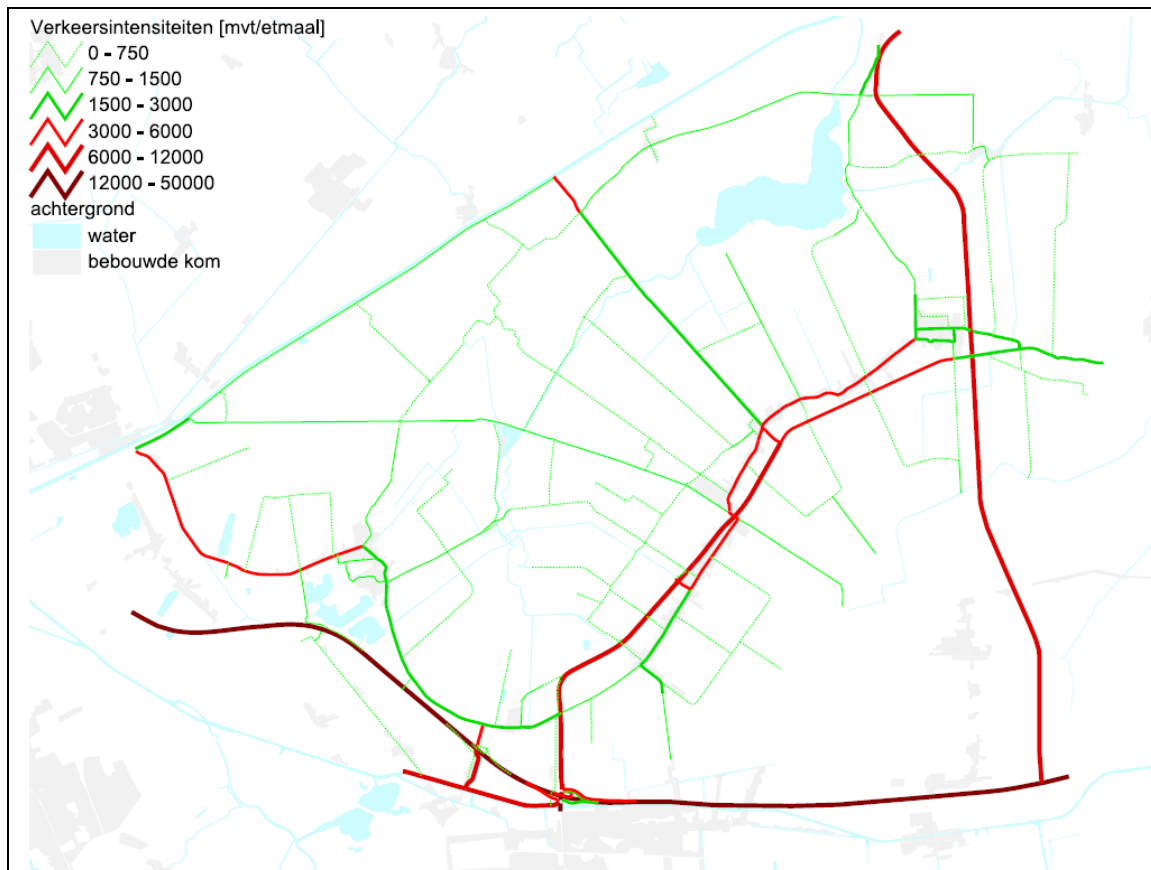 Verkeersintensiteiten [mvt/etmaal]
0 - 750
750 - 1500
1500 - 3000
3000 - 6000
6000 - 12000
12000 - 50000
achtergrond
water
bebouwde kom